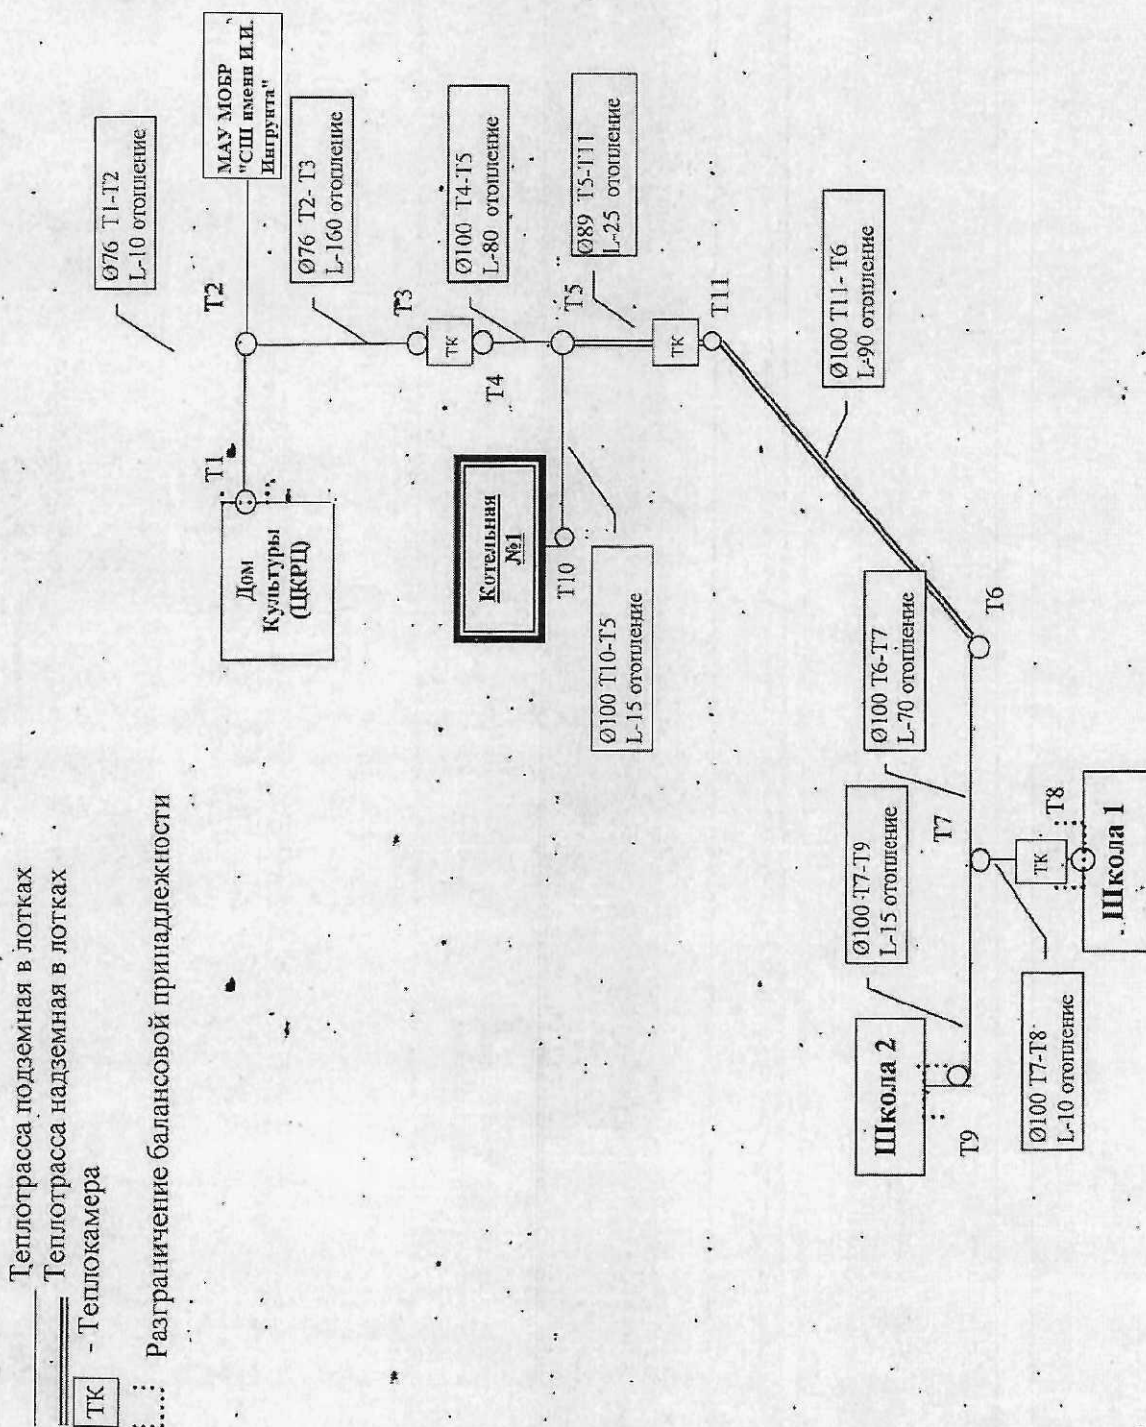 Теплотрасса подземная в лотках
Теплотрасса надземная в лотках
ТК - Теплокамера
Разграничение балансовой принадлежности
Ø76 Т1-Т2
L-10 отопление
МАУ МОБР
"СШ имени И.И.
Ингрунта"
Т2
Ø76 Т2- Т3
L-160 отопление
Т1
Дом
Культуры
(ЦКРЦ)
Т3
ТК
Т4
Ø100 Т4-Т5
L-80 отопление
Котельная
№1
Т10
Т5
Ø89 Т5-Т11
L-25 отопление
Ø100 Т10-Т5
L-15 отопление
ТК
Т11
Ø100 Т11- Т6
L-90 отопление
Т6
Ø100 Т6-Т7
L-70 отопление
Ø100 Т7-Т9
L-15 отопление
Т7
Школа 2
Т9
ТК
Т8
Ø100 Т7-Т8
L-10 отопление
Школа 1